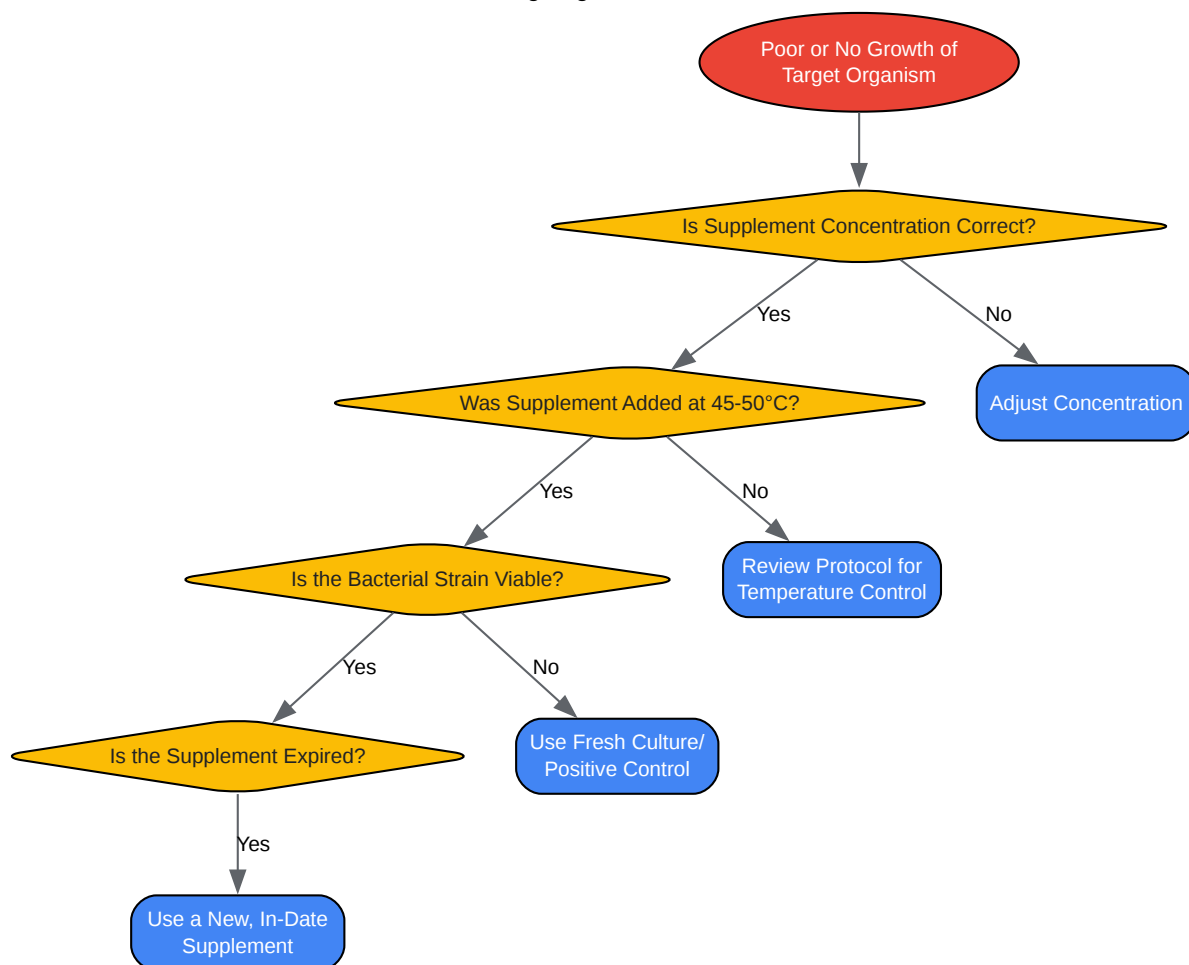 Poor or No Growth of
Target Organism
Is Supplement Concentration Correct?
Yes
No
Was Supplement Added at 45-50°C?
Adjust Concentration
Yes
No
Is the Bacterial Strain Viable?
Review Protocol for
Temperature Control
Yes
No
Is the Supplement Expired?
Use Fresh Culture/
Positive Control
Yes
Use a New, In-Date
Supplement